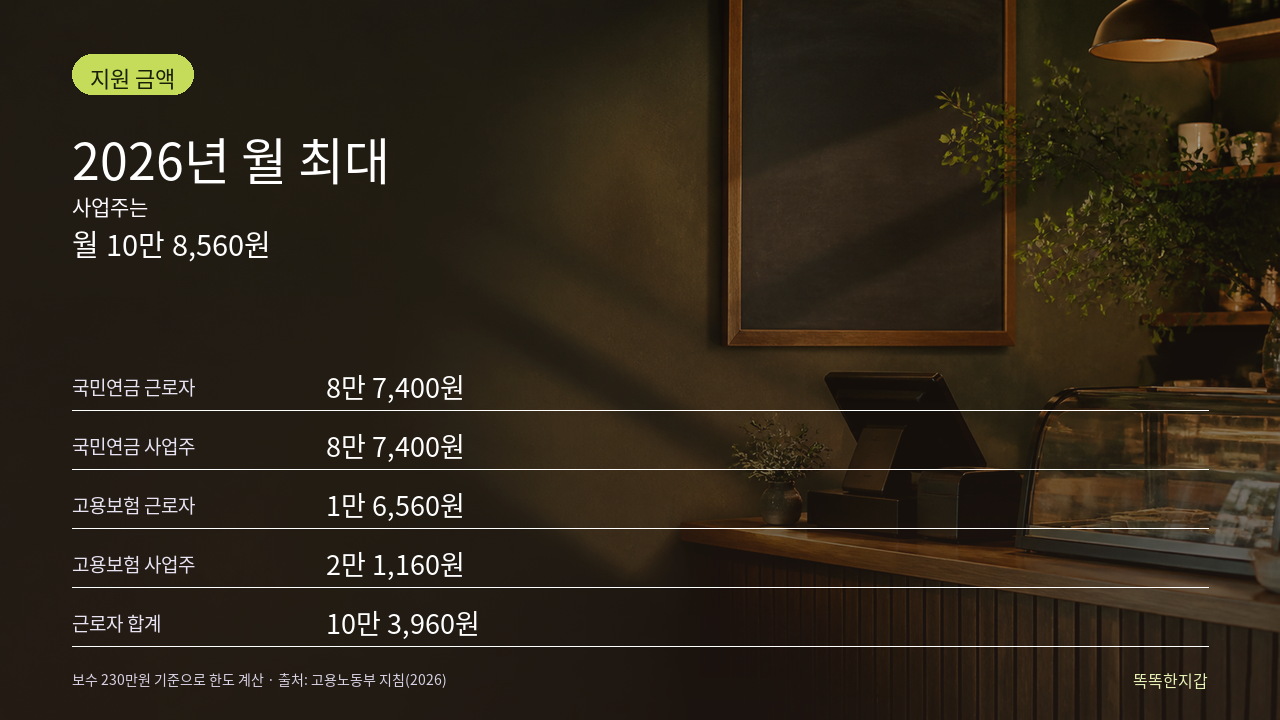 지원 금액
2026년 월 최대
사업주는
월 10만 8,560원
국민연금 근로자 8만 7,400원
국민연금 사업주 8만 7,400원
고용보험 근로자 1만 6,560원
고용보험 사업주 2만 1,160원
근로자 합계 10만 3,960원
보수 230만원 기준으로 한도 계산 · 출처: 고용노동부 지침(2026)
똑똑한지갑